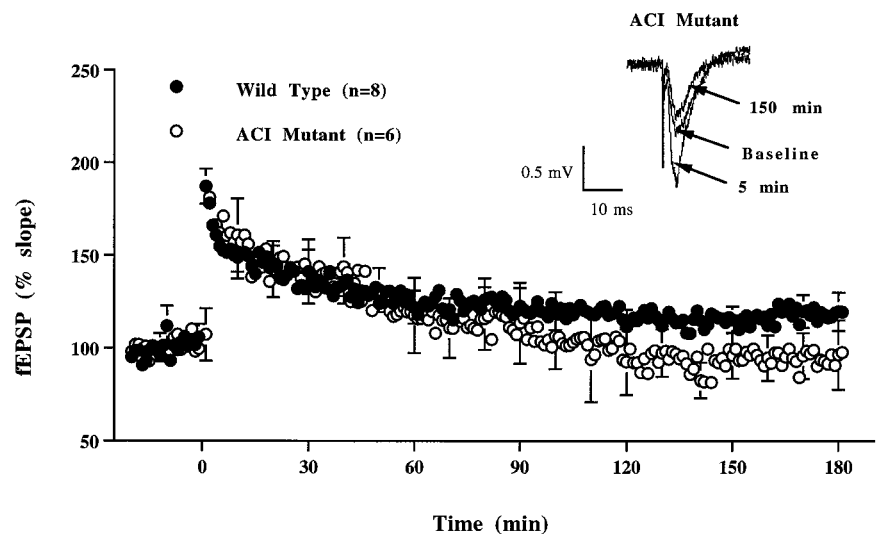 ACI Mutant
250
Wild Type (n=8)
ACI Mutant (n=6)
150 min
Baseline
5 min
0.5 mV
10 ms
200
150
100
50
fEPSP (% slope)
0
30
60
90
120
150
180
Time (min)